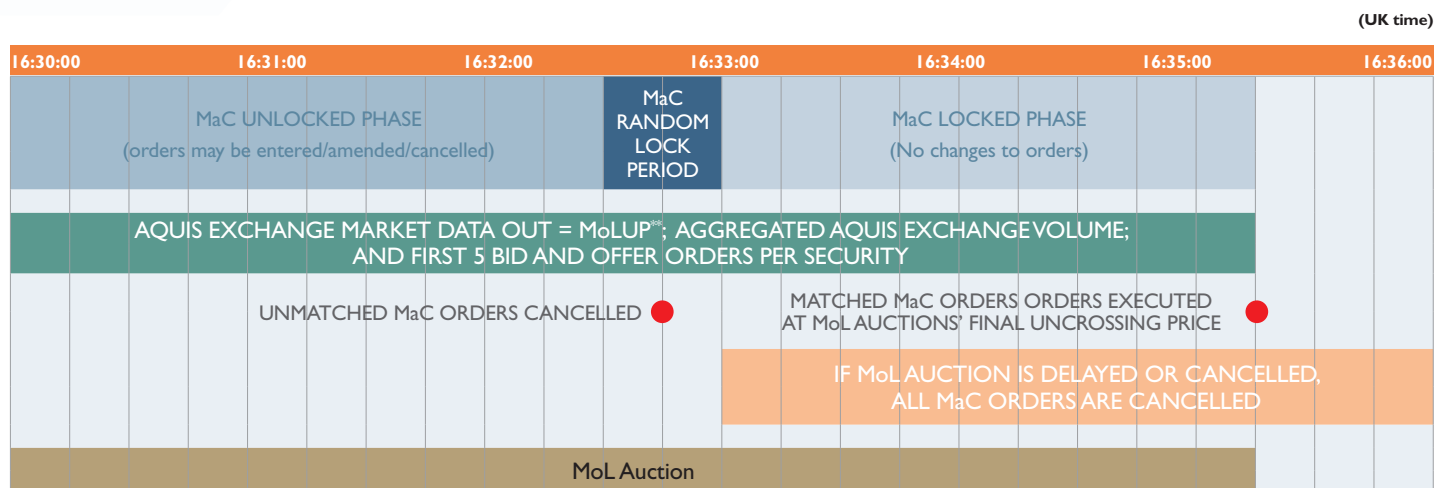 (UK time)
16:30:00 16:31:00 16:32:00 16:33:00 16:34:00 16:35:00 16:36:00
MaC UNLOCKED PHASE
(orders may be entered/amended/cancelled)
MaC
RANDOM
LOCK
PERIOD
MaC LOCKED PHASE
(No changes to orders)
AQUIS EXCHANGE MARKET DATA OUT = MoLUP**; AGGREGATED AQUIS EXCHANGE VOLUME;
AND FIRST 5 BID AND OFFER ORDERS PER SECURITY
UNMATCHED MaC ORDERS CANCELLED
MATCHED MaC ORDERS ORDERS EXECUTED
AT MoL AUCTIONS' FINAL UNCROSSING PRICE
IF MoL AUCTION IS DELAYED OR CANCELLED,
ALL MaC ORDERS ARE CANCELLED
MoL Auction